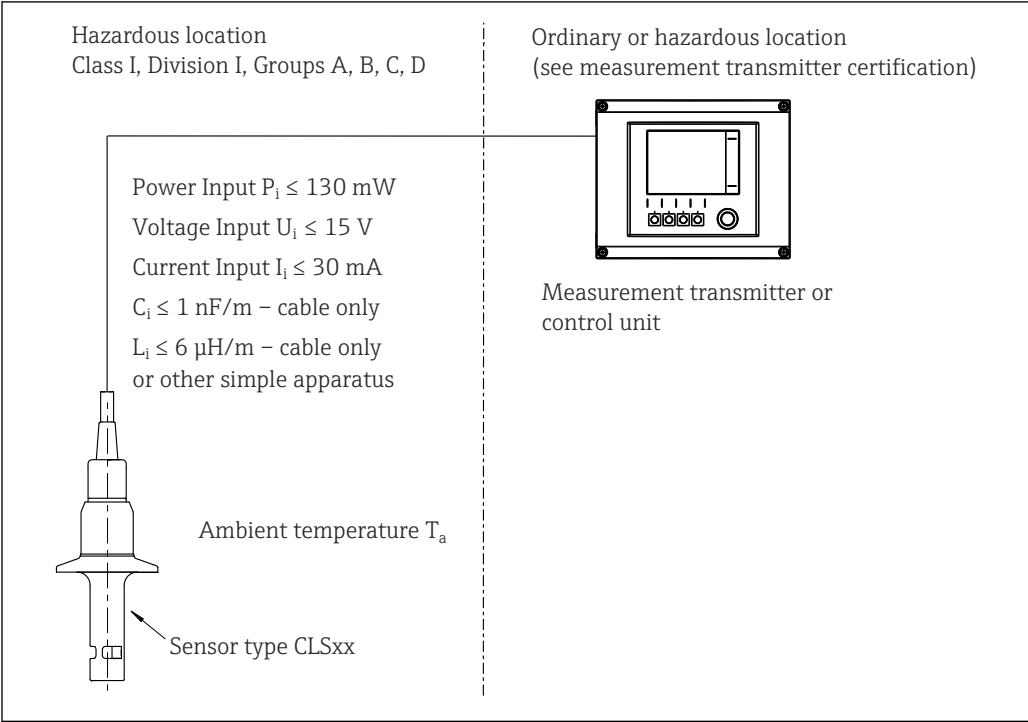 Hazardous location
Class I, Division I, Groups A, B, C, D
Ordinary or hazardous location
(see measurement transmitter certification)
Power Input Pᵢ ≤ 130 mW
Voltage Input Uᵢ ≤ 15 V
Current Input Iᵢ ≤ 30 mA
Cᵢ ≤ 1 nF/m – cable only
Lᵢ ≤ 6 µH/m – cable only
or other simple apparatus
Measurement transmitter or
control unit
Ambient temperature Tₐ
Sensor type CLSxx